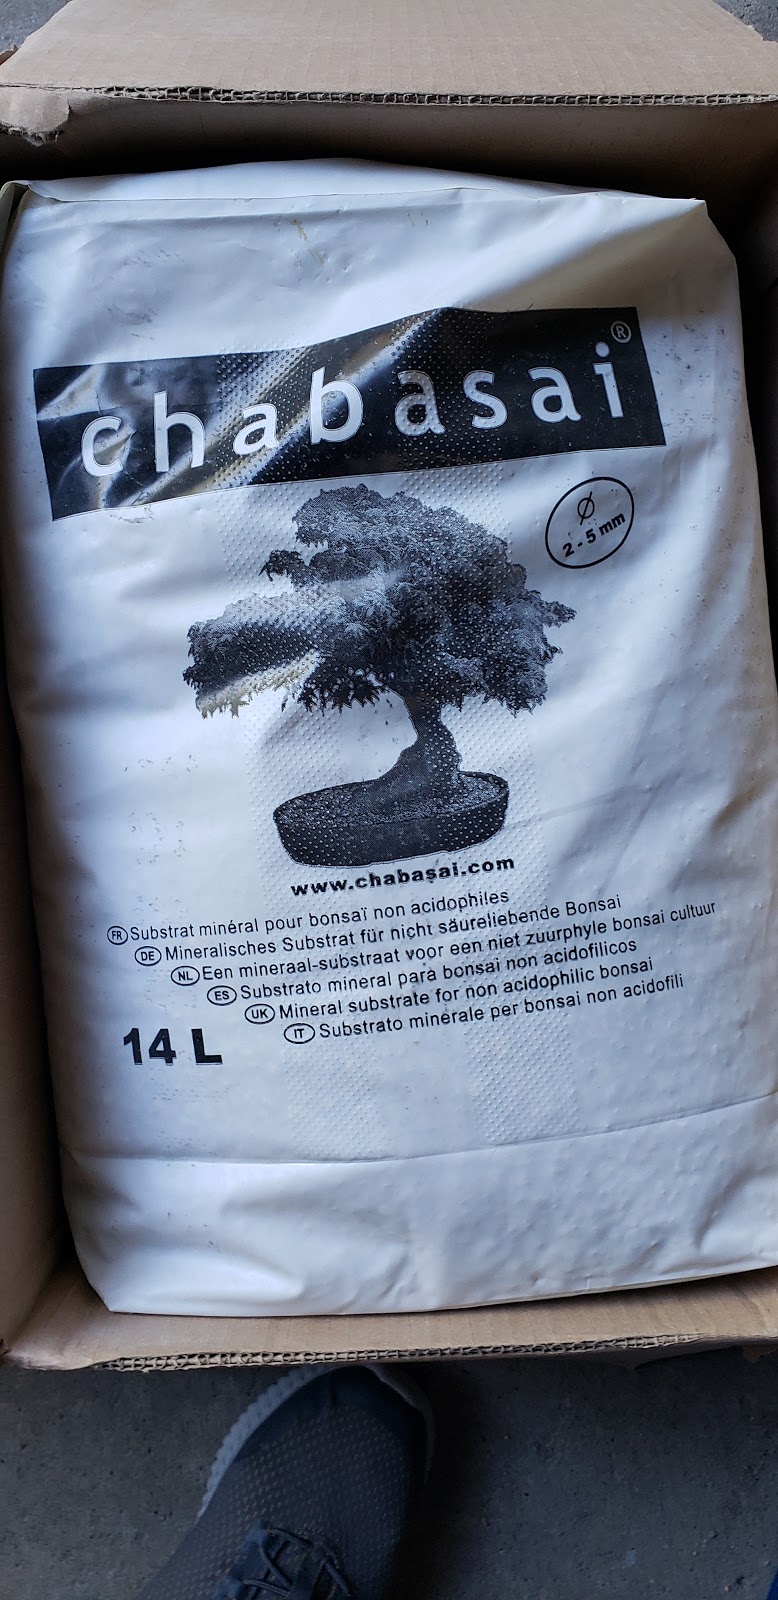 chabasai®
Ø
2 - 5 mm
www.chabasai.com
FR Substrat minéral pour bonsaï non acidophiles
DE Mineralisches Substrat für nicht säureliebende Bonsai
NL Een mineraal-substraat voor een niet zuurphyle bonsai cultuur
ES Substrato mineral para bonsai non acidofilicos
UK Mineral substrate for non acidophilic bonsai
IT Substrato minerale per bonsai non acidofili
14 L